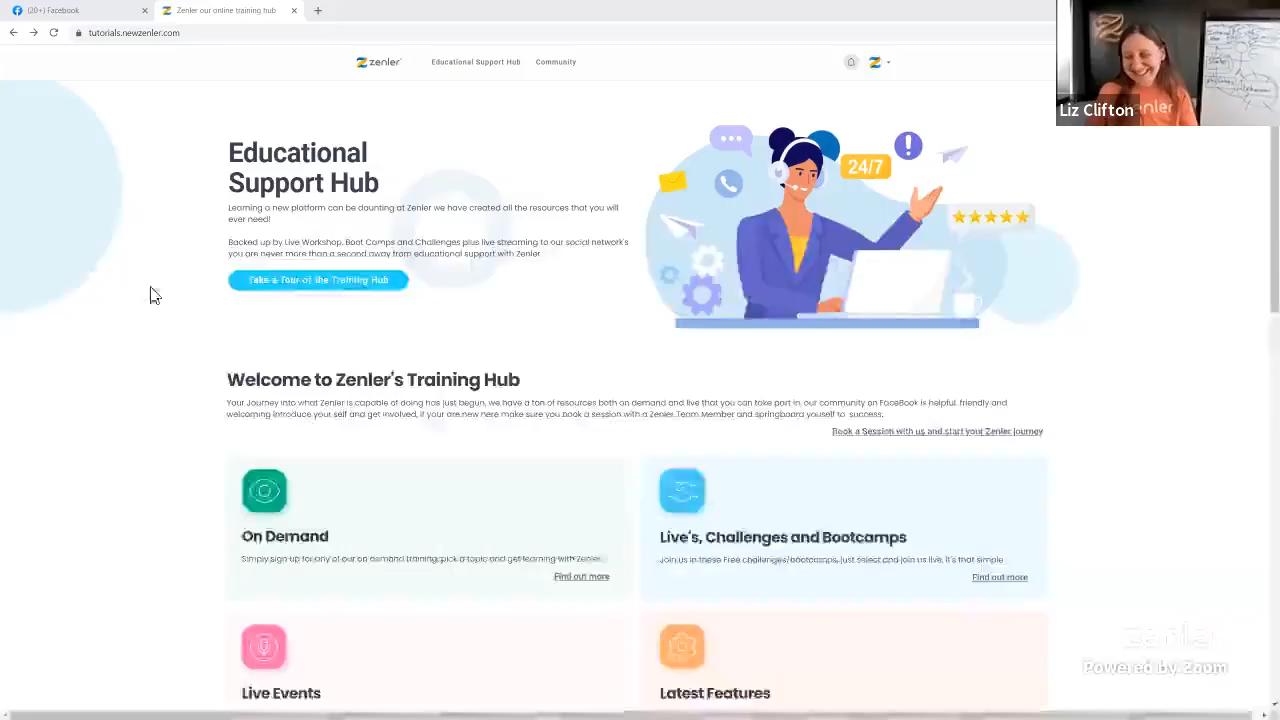 (20+) Facebook
Zenler our online training hub
tutorials.newzenler.com
zenler
Educational Support Hub
Community
Liz Clifton
Educational
Support Hub
Learning a new platform can be daunting at Zenler we have created all the resources that you will
ever need!
Backed up by Live Workshop, Boot Camps and Challenges plus live streaming to our social network's
you are never more than a second away from educational support with Zenler
Take a Tour of the Training Hub
24/7
Welcome to Zenler's Training Hub
Your Journey into what Zenler is capable of doing has just begun, we have a ton of resources both on demand and live that you can take part in, our community on FaceBook is helpful, friendly and
welcoming introduce your self and get involved, if your are new here make sure you book a session with a Zenler Team Member and springboard youself to success.
Book a Session with us and start your Zenler journey
On Demand
Simply sign up for any of our on demand training, pick a topic and get learning with Zenler.
Find out more
Live's, Challenges and Bootcamps
Join us in these Free challenges/bootcamps, just select and join us live, it's that simple
Find out more
Live Events
Latest Features
zenler
Powered by Zoom